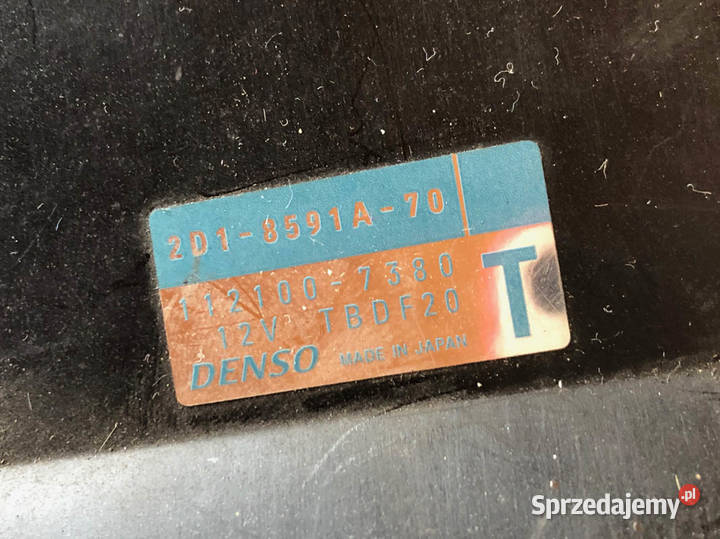 2D1-8591A-70
112100-7380
12V TBDF20
T
DENSO MADE IN JAPAN
Sprzedajemy.pl